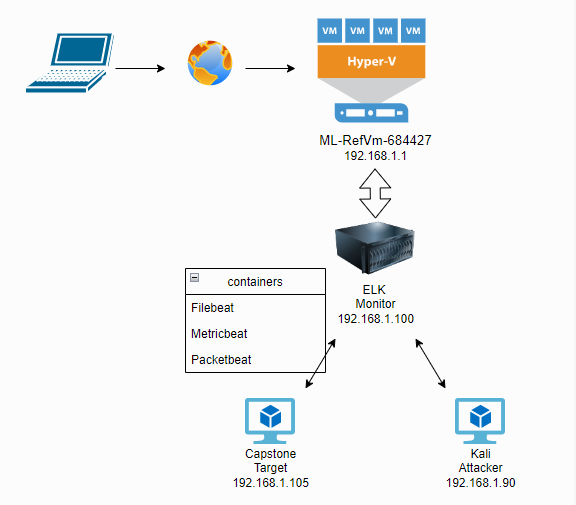 VM VM VM VM
Hyper-V
ML-RefVm-684427
192.168.1.1
ELK
Monitor
192.168.1.100
containers
Filebeat
Metricbeat
Packetbeat
Capstone
Target
192.168.1.105
Kali
Attacker
192.168.1.90